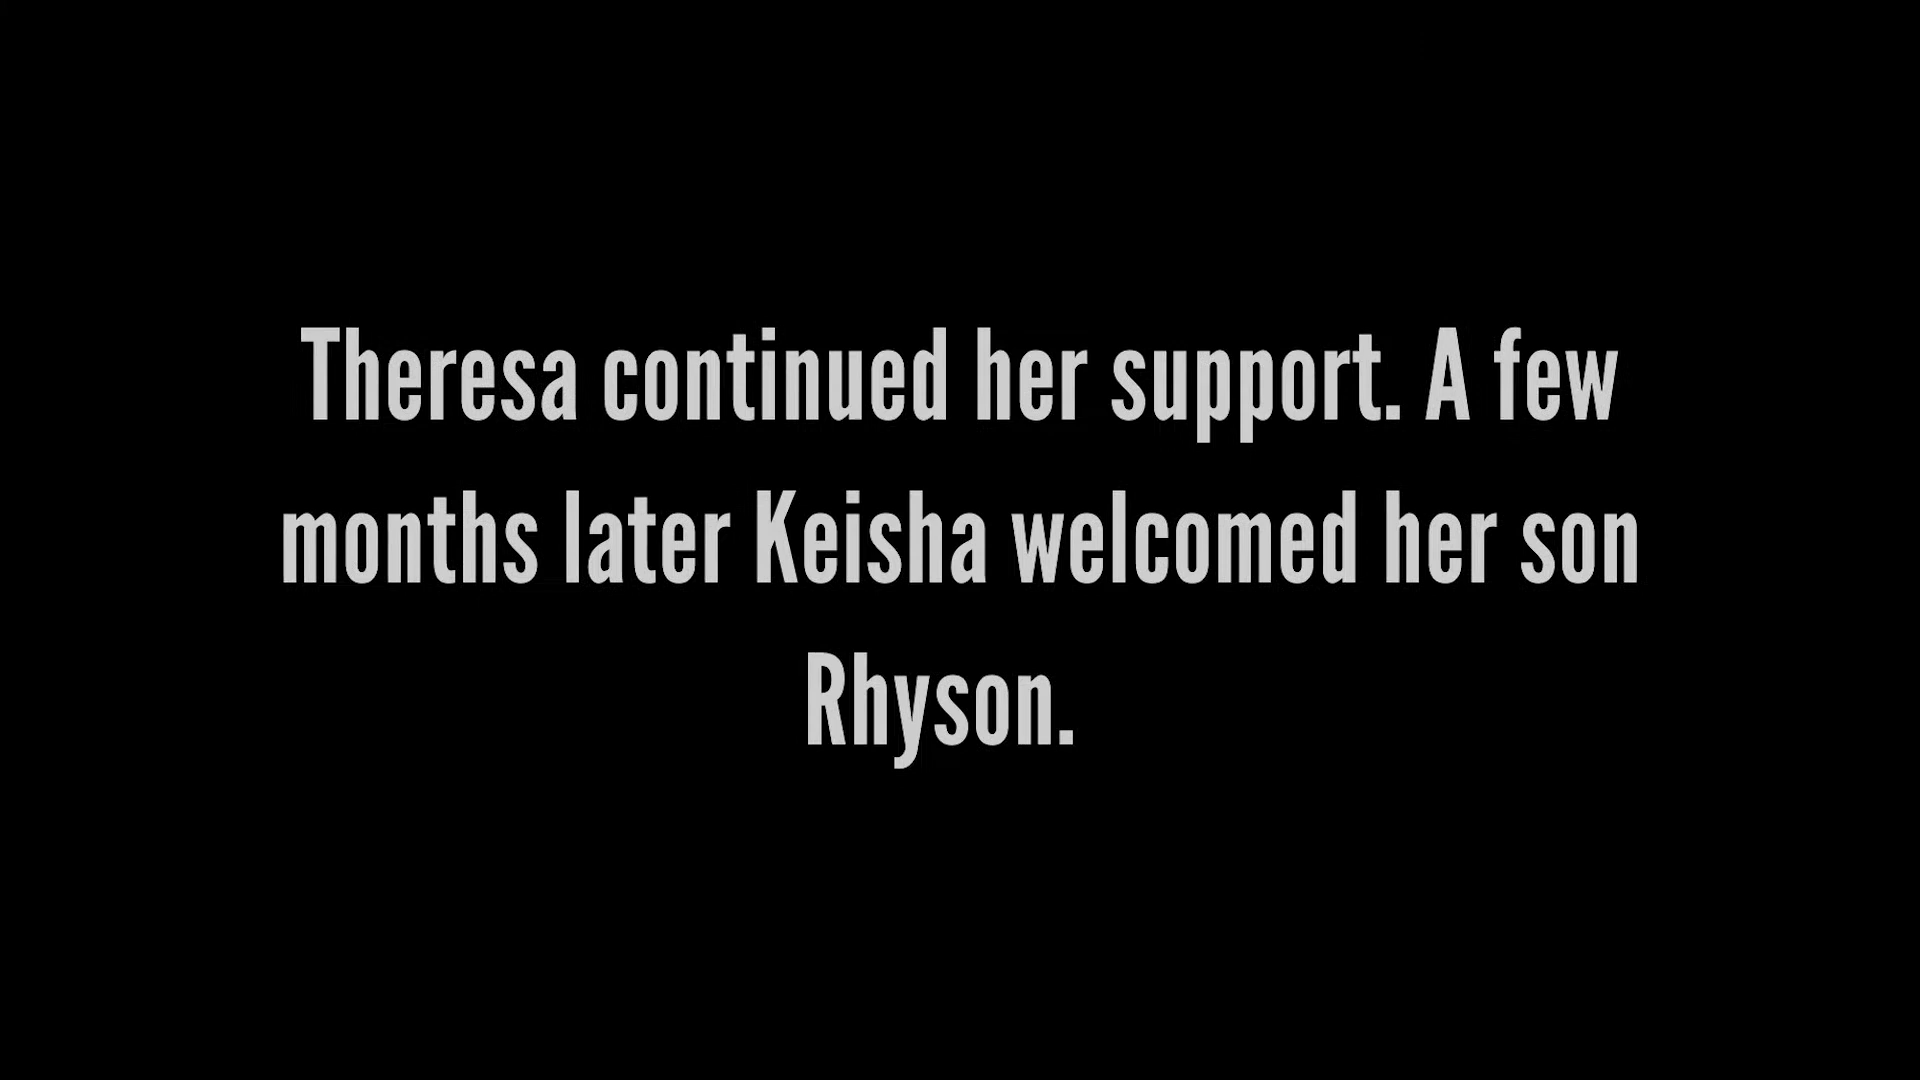 Theresa continued her support. A few
months later Keisha welcomed her son
Rhyson.